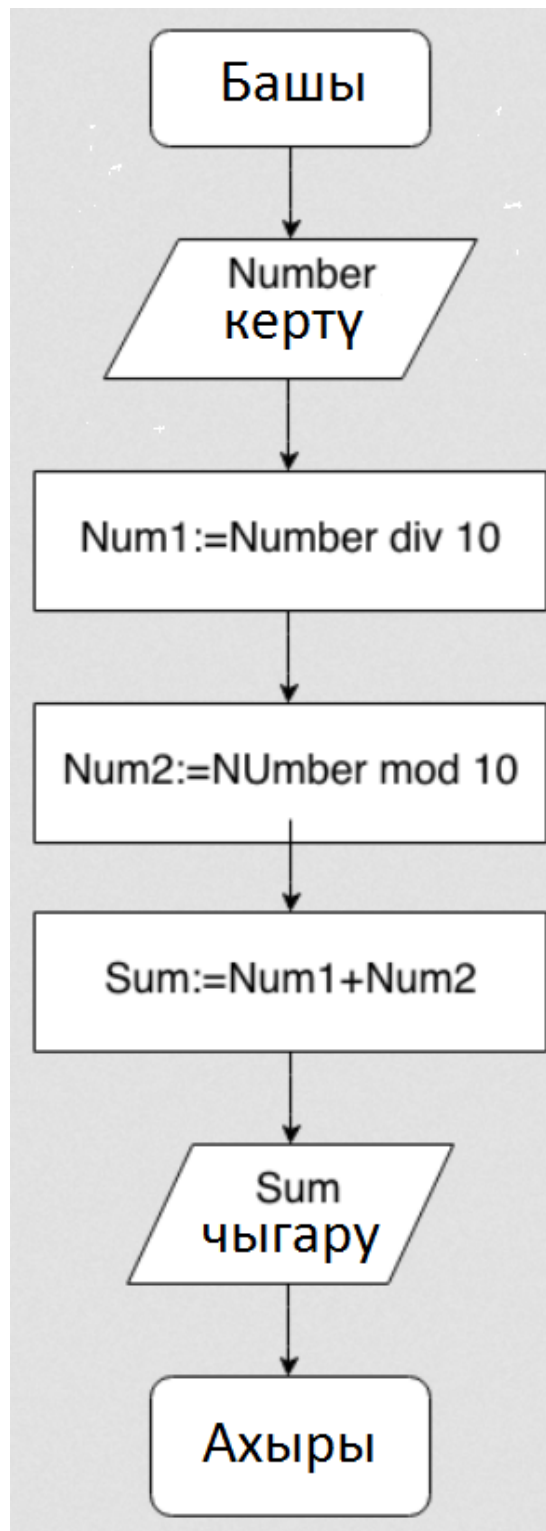 Башы
Number
кертү
Num1:=Number div 10
Num2:=NUmber mod 10
Sum:=Num1+Num2
Sum
чыгару
Ахыры